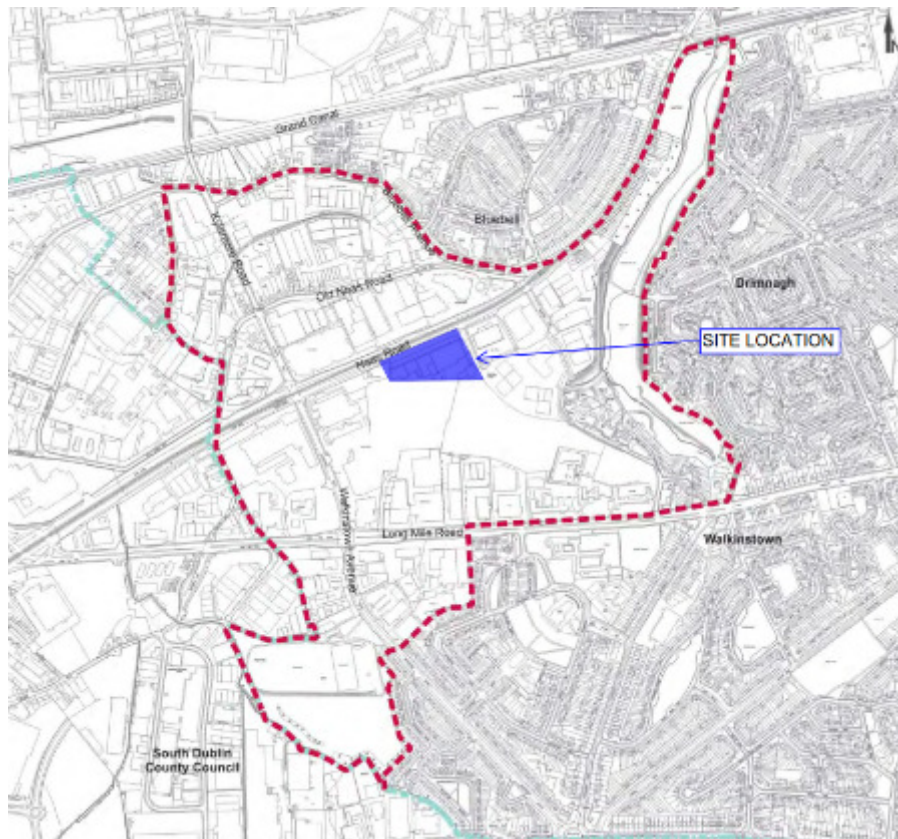 N
Grand Canal
Bluebell
Kylemore Road
Old Naas Road
Drimnagh
Naas Road
SITE LOCATION
Walkinstown Avenue
Long Mile Road
Walkinstown
South Dublin
County Council